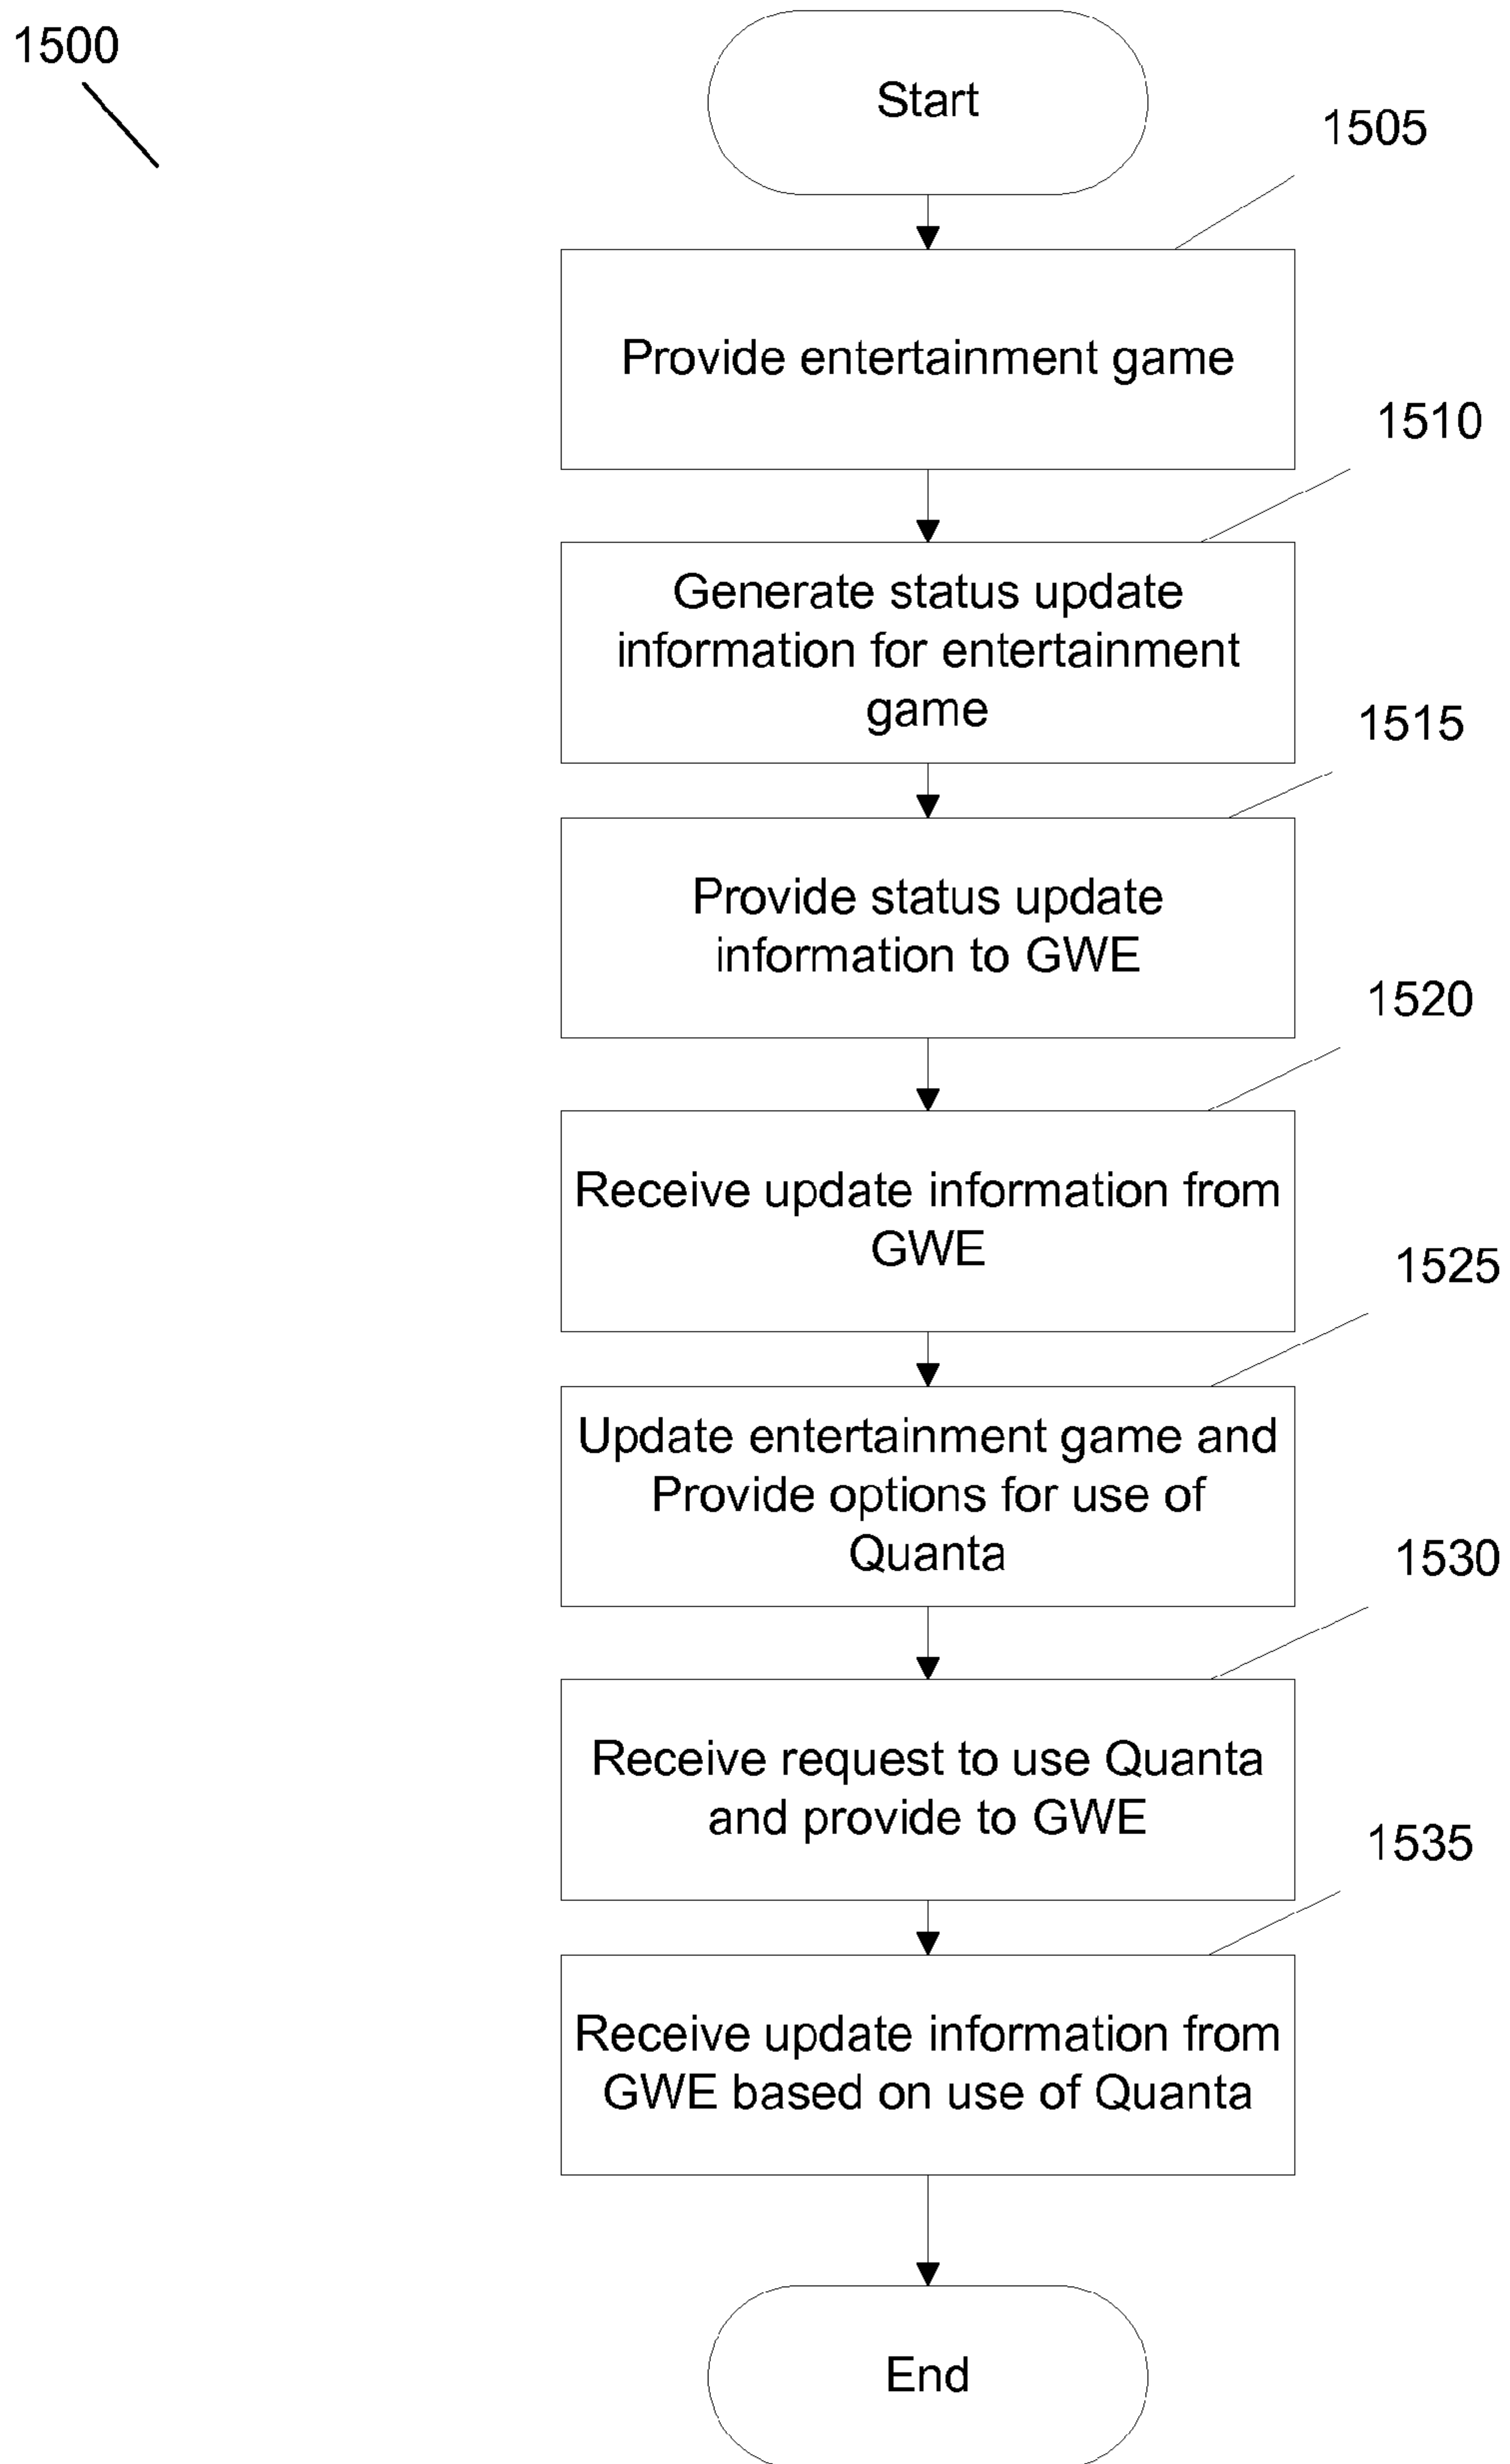 1500
Start
1505
Provide entertainment game
1510
Generate status update
information for entertainment
game
1515
Provide status update
information to GWE
1520
Receive update information from
GWE
1525
Update entertainment game and
Provide options for use of
Quanta
1530
Receive request to use Quanta
and provide to GWE
1535
Receive update information from
GWE based on use of Quanta
End